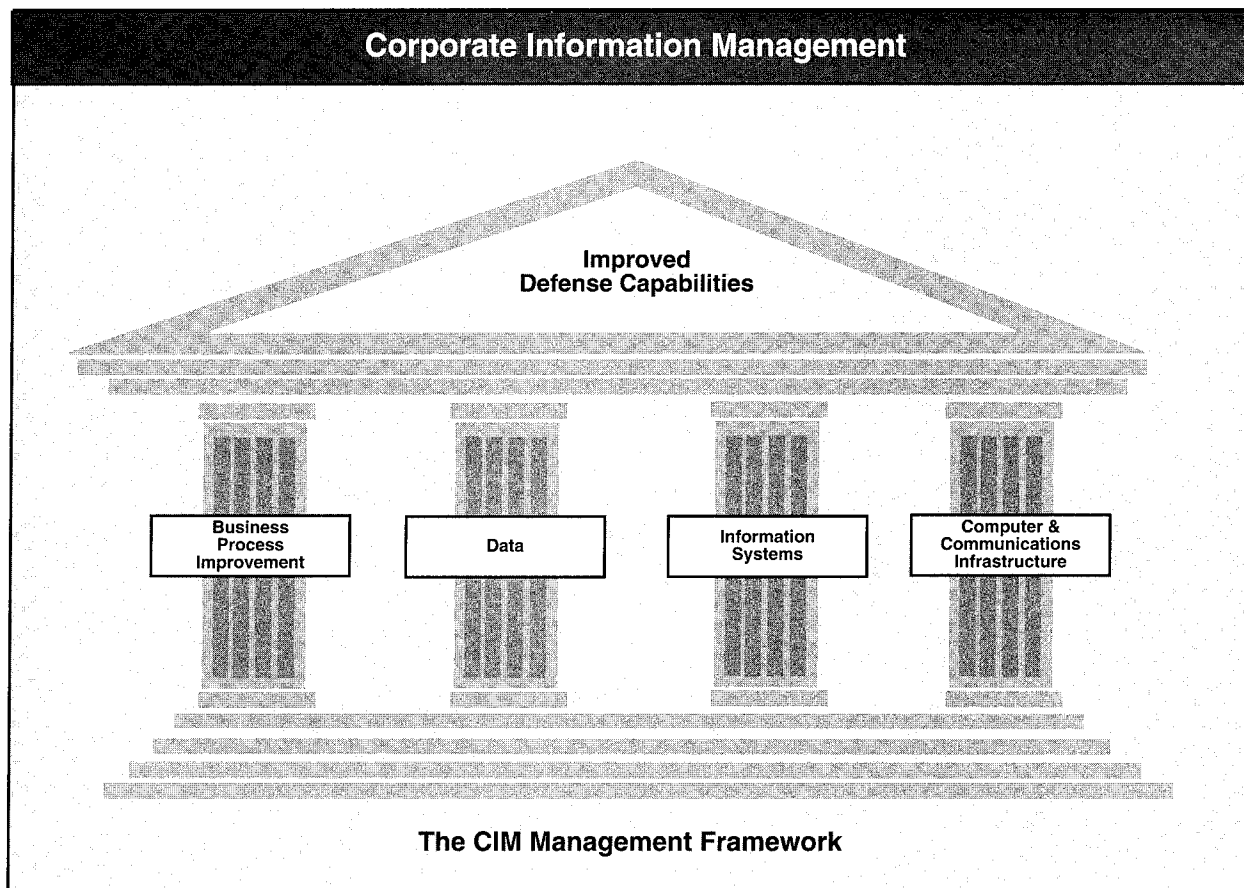 Corporate Information Management
Improved
Defense Capabilities
Business
Process
Improvement
Data
Information
Systems
Computer &
Communications
Infrastructure
The CIM Management Framework